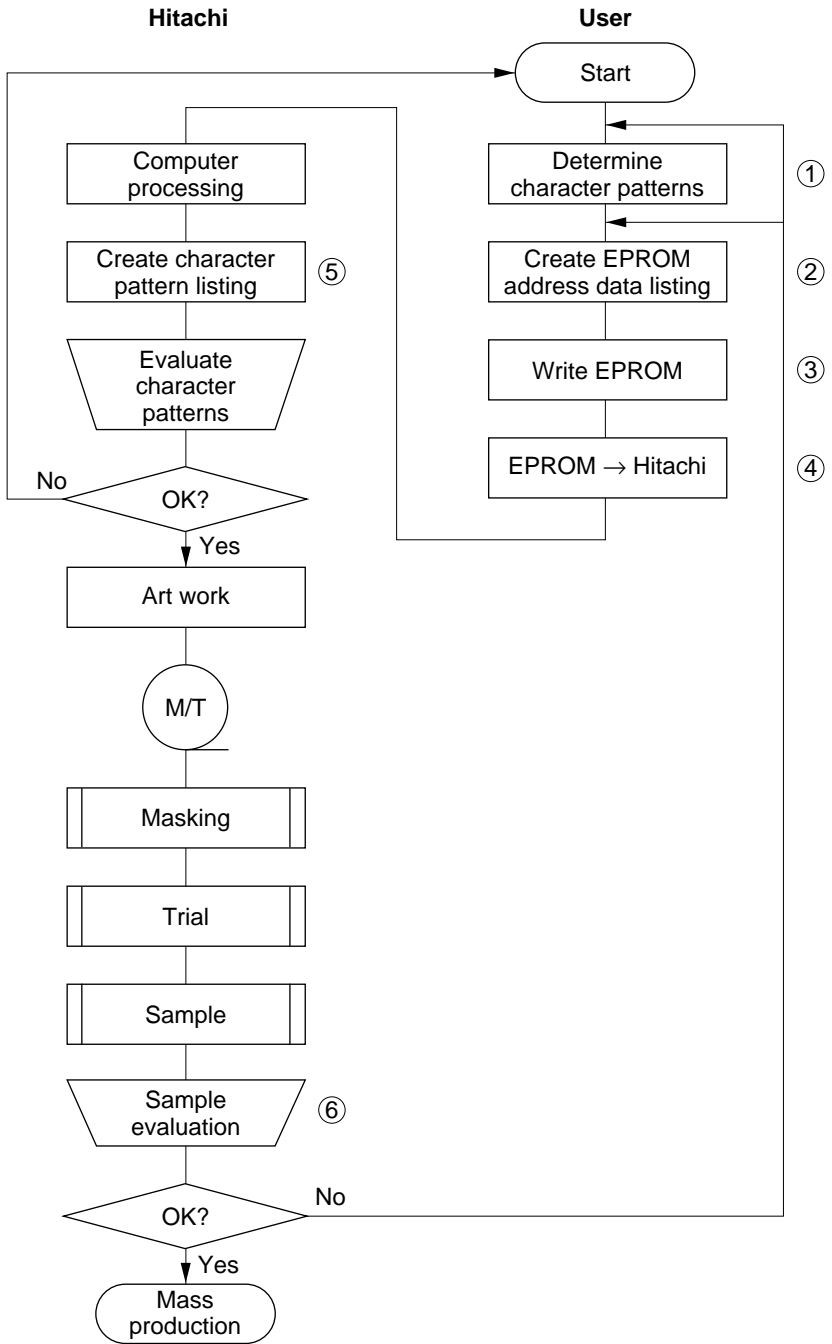 Hitachi
User
Start
Computer
processing
Determine
character patterns
①
Create character
pattern listing
⑤
Create EPROM
address data listing
②
Evaluate
character
patterns
Write EPROM
③
EPROM → Hitachi
④
No
OK?
Yes
Art work
M/T
Masking
Trial
Sample
Sample
evaluation
⑥
No
OK?
Yes
Mass
production